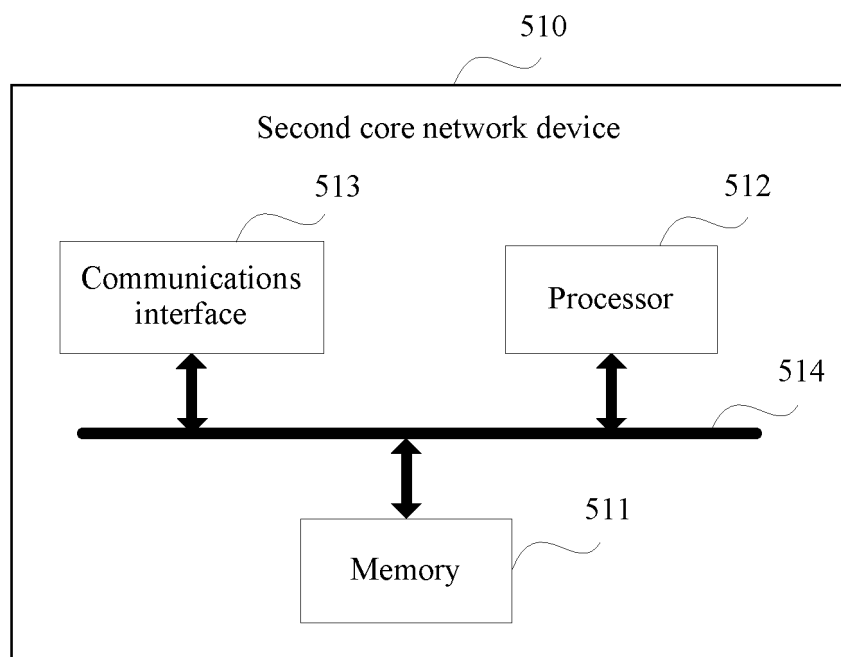 510
Second core network device
513
512
Communications
interface
Processor
514
511
Memory